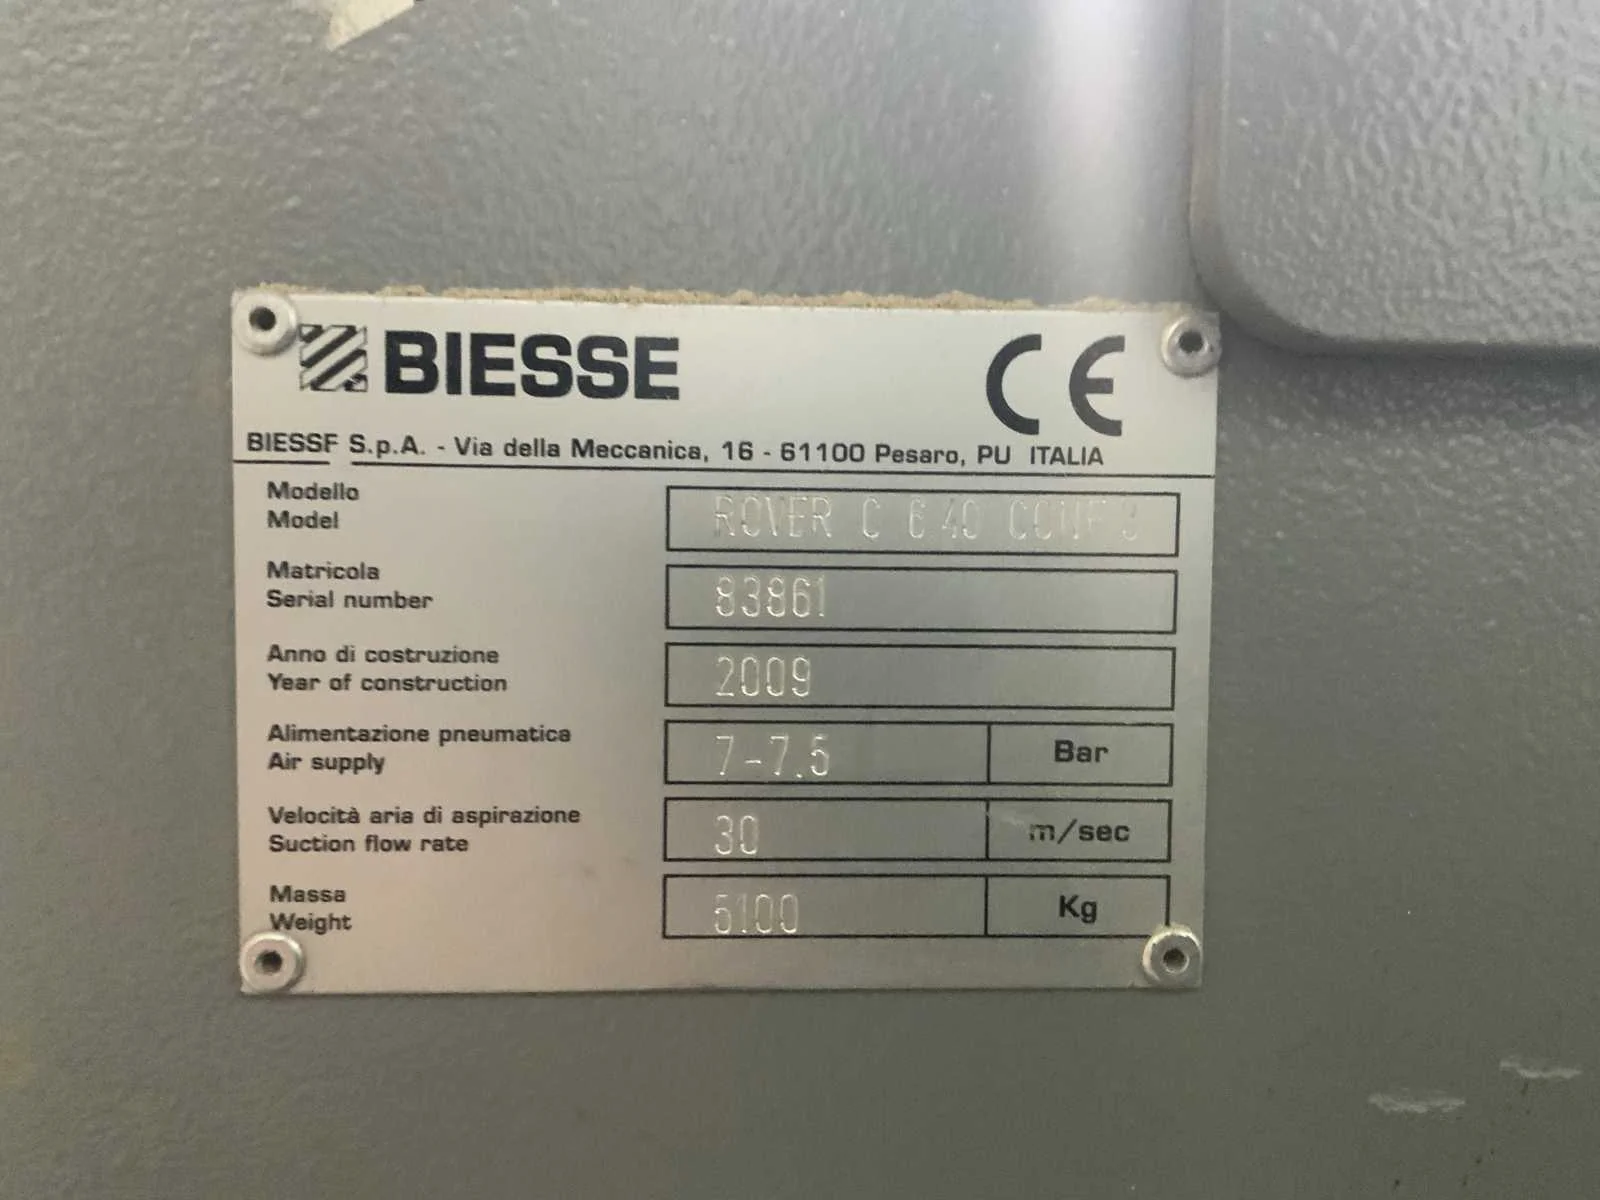 BIESSE CE
BIESSE S.p.A. - Via della Meccanica, 16 - 61100 Pesaro, PU ITALIA
Modello
Model
ROVER C 6.40 CONF 3
Matricola
Serial number
83861
Anno di costruzione
Year of construction
2009
Alimentazione pneumatica
Air supply
7-7.5 Bar
Velocità aria di aspirazione
Suction flow rate
30 m/sec
Massa
Weight
5100 Kg